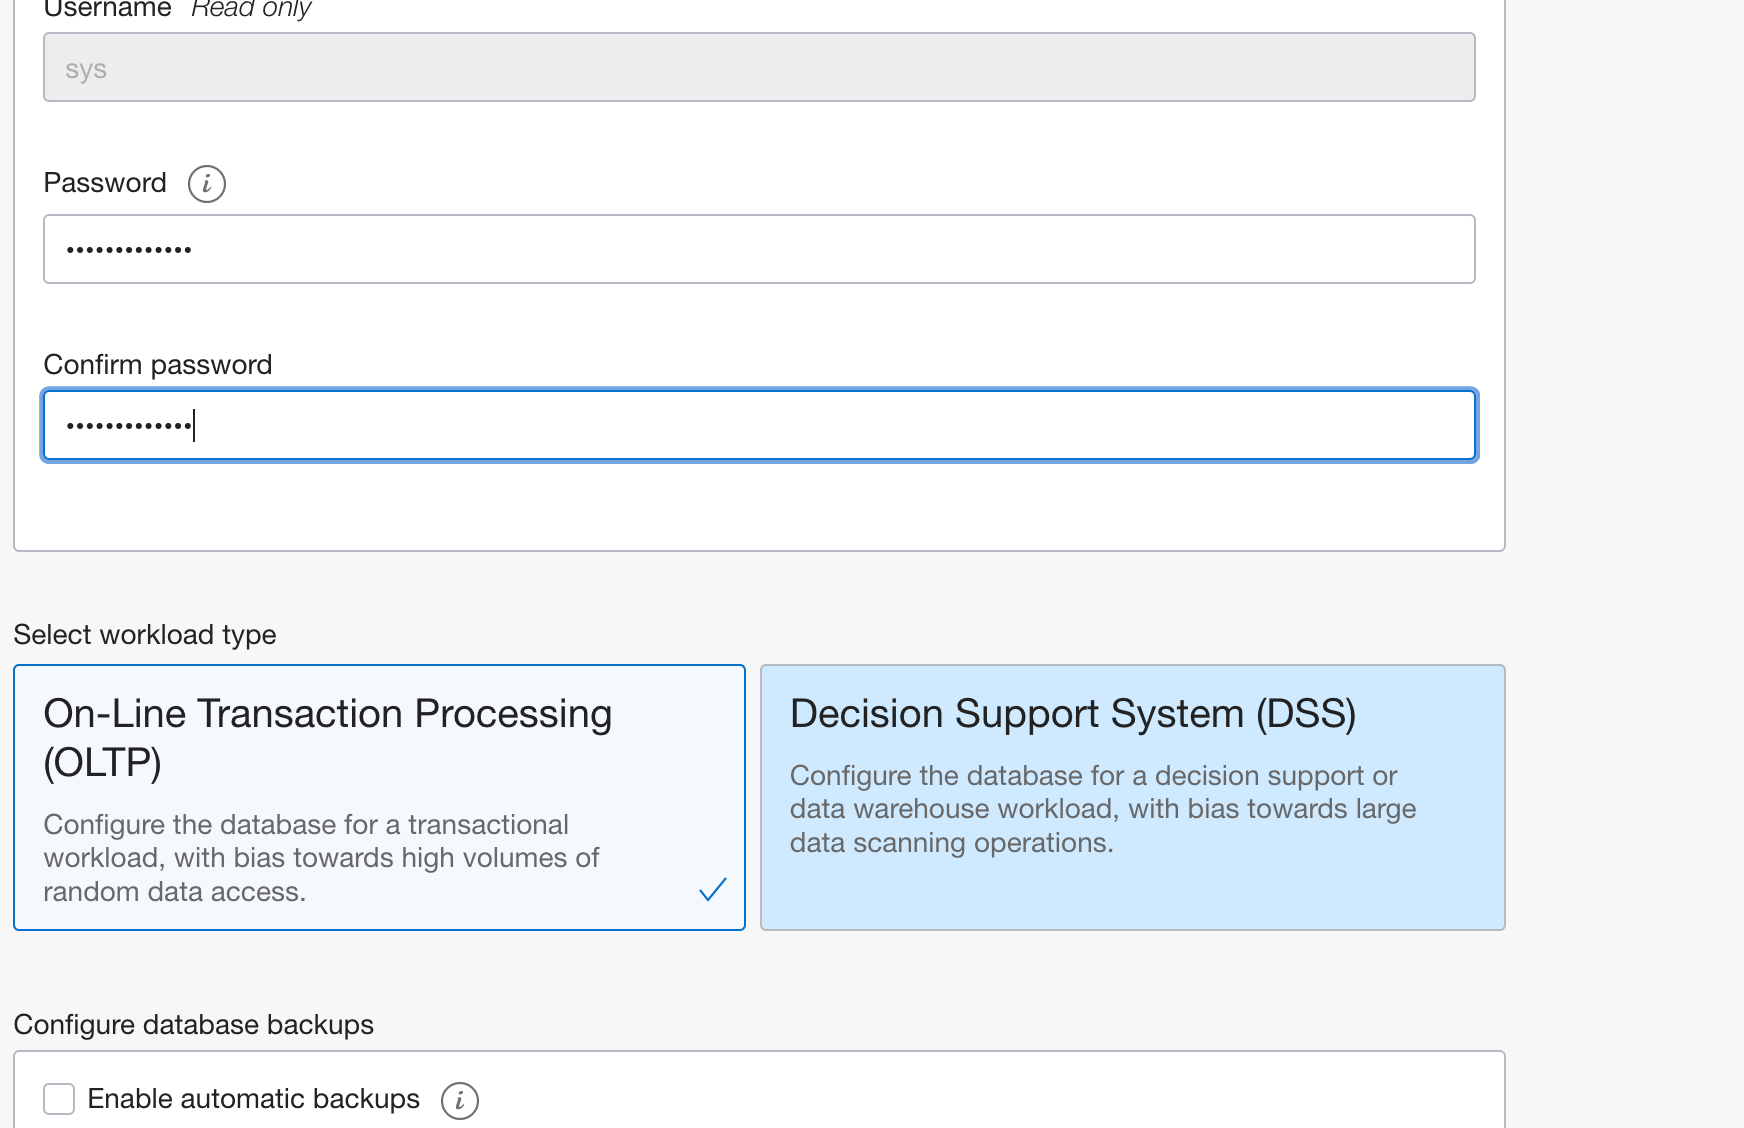 Username Read only
sys
Password i
•••••••••••••
Confirm password
•••••••••••••
Select workload type
On-Line Transaction Processing
(OLTP)
Configure the database for a transactional
workload, with bias towards high volumes of
random data access.
Decision Support System (DSS)
Configure the database for a decision support or
data warehouse workload, with bias towards large
data scanning operations.
Configure database backups
Enable automatic backups i